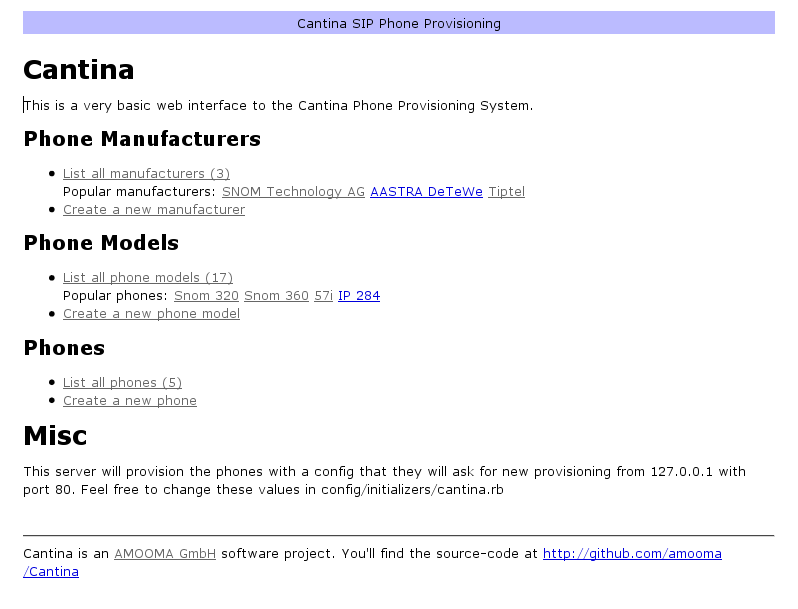 Cantina SIP Phone Provisioning
Cantina
This is a very basic web interface to the Cantina Phone Provisioning System.
Phone Manufacturers
List all manufacturers (3)
Popular manufacturers: SNOM Technology AG AASTRA DeTeWe Tiptel
Create a new manufacturer
Phone Models
List all phone models (17)
Popular phones: Snom 320 Snom 360 57i IP 284
Create a new phone model
Phones
List all phones (5)
Create a new phone
Misc
This server will provision the phones with a config that they will ask for new provisioning from 127.0.0.1 with
port 80. Feel free to change these values in config/initializers/cantina.rb
Cantina is an AMOOMA GmbH software project. You'll find the source-code at http://github.com/amooma
/Cantina